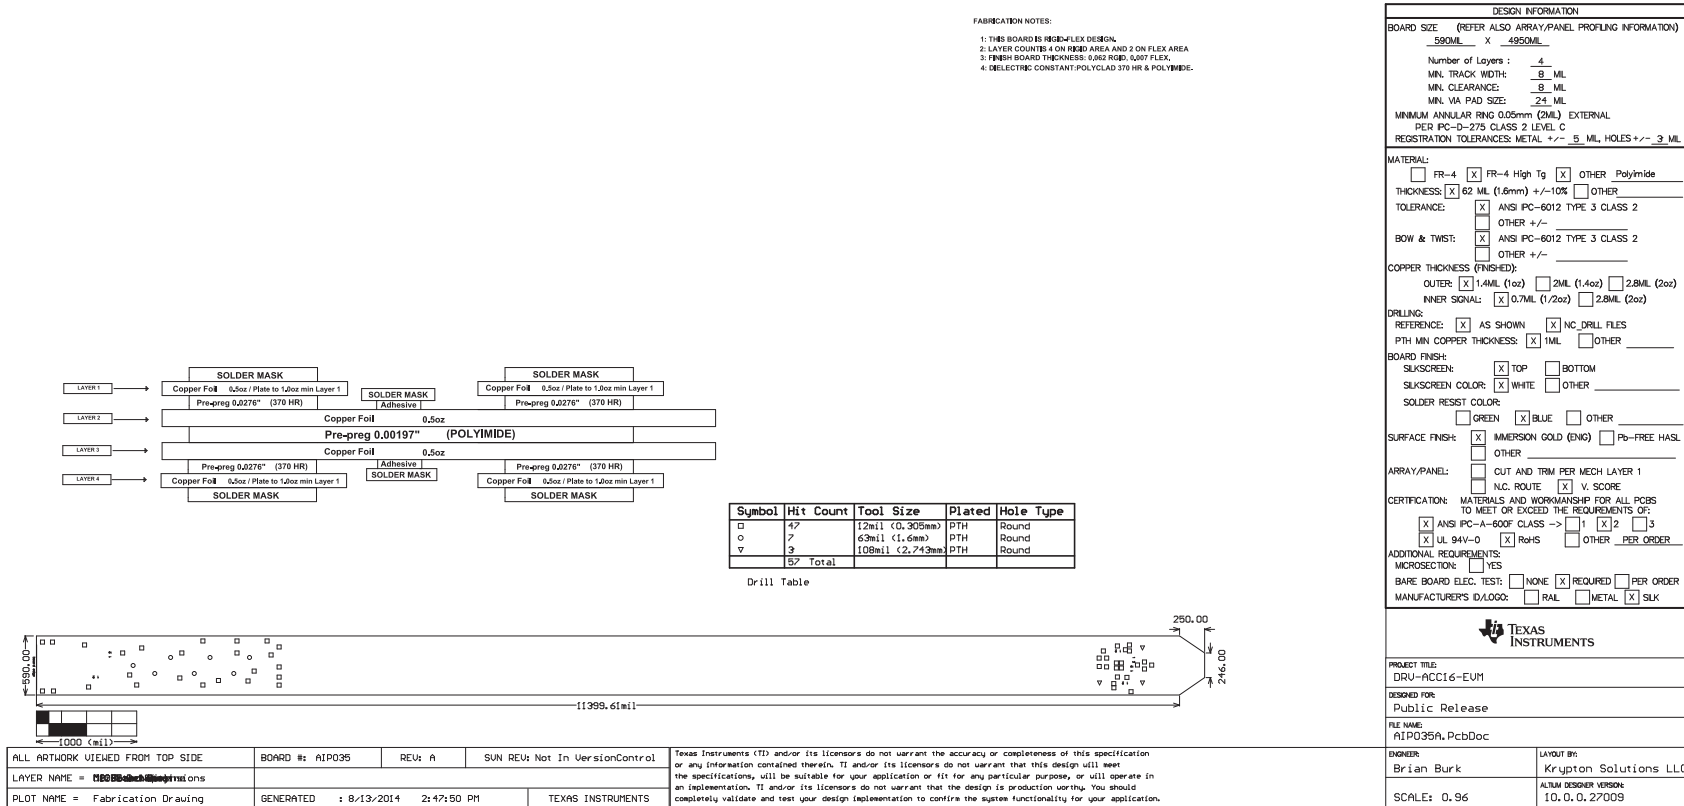 FABRICATION NOTES:
1: THIS BOARD IS RIGID-FLEX DESIGN.
2: LAYER COUNTIS 4 ON RIGID AREA AND 2 ON FLEX AREA
3: FINISH BOARD THICKNESS: 0.062 RGID, 0.007 FLEX,
4: DIELECTRIC CONSTANT:POLYCLAD 370 HR & POLYIMIDE.
DESIGN INFORMATION
BOARD SIZE (REFER ALSO ARRAY/PANEL PROFILING INFORMATION)
590MIL X 4950MIL
Number of Layers : 4
MIN. TRACK WIDTH: 8 MIL
MIN. CLEARANCE: 8 MIL
MIN. VIA PAD SIZE: 24 MIL
MINIMUM ANNULAR RING 0.05mm (2MIL) EXTERNAL
PER IPC-D-275 CLASS 2 LEVEL C
REGISTRATION TOLERANCES: METAL +/- 5 MIL, HOLES +/- 3 MIL
MATERIAL:
FR-4 X FR-4 High Tg X OTHER Polyimide
THICKNESS: X 62 MIL (1.6mm) +/-10% OTHER
TOLERANCE: X ANSI IPC-6012 TYPE 3 CLASS 2
OTHER +/-
BOW & TWIST: X ANSI IPC-6012 TYPE 3 CLASS 2
OTHER +/-
COPPER THICKNESS (FINISHED):
OUTER: X 1.4MIL (1oz) 2MIL (1.4oz) 2.8MIL (2oz)
INNER SIGNAL: X 0.7MIL (1/2oz) 2.8MIL (2oz)
DRILLING:
REFERENCE: X AS SHOWN X NC_DRILL FILES
PTH MIN COPPER THICKNESS: X 1MIL OTHER
BOARD FINISH:
SILKSCREEN: X TOP BOTTOM
SILKSCREEN COLOR: X WHITE OTHER
SOLDER RESIST COLOR:
GREEN X BLUE OTHER
SURFACE FINISH: X IMMERSION GOLD (ENIG) Pb-FREE HASL
OTHER
ARRAY/PANEL: CUT AND TRIM PER MECH LAYER 1
N.C. ROUTE X V. SCORE
CERTIFICATION: MATERIALS AND WORKMANSHIP FOR ALL PCBS
TO MEET OR EXCEED THE REQUIREMENTS OF:
X ANSI IPC-A-600F CLASS -> 1 X 2 3
X UL 94V-0 X RoHS OTHER PER ORDER
ADDITIONAL REQUIREMENTS:
MICROSECTION: YES
BARE BOARD ELEC. TEST: NONE X REQUIRED PER ORDER
MANUFACTURER'S ID/LOGO: RAIL METAL X SILK
TEXAS
INSTRUMENTS
PROJECT TITLE:
DRV-ACC16-EVM
DESIGNED FOR:
Public Release
FILE NAME:
AIP035A.PcbDoc
ENGINEER:
Brian Burk
LAYOUT BY:
Krypton Solutions LLC
SCALE: 0.96
ALTIUM DESIGNER VERSION:
10.0.0.27009
SOLDER MASK SOLDER MASK
LAYER 1 Copper Foil 0.5oz / Plate to 1.0oz min Layer 1 Copper Foil 0.5oz / Plate to 1.0oz min Layer 1
SOLDER MASK
Pre-preg 0.0276" (370 HR) Adhesive Pre-preg 0.0276" (370 HR)
LAYER 2 Copper Foil 0.5oz
Pre-preg 0.00197" (POLYIMIDE)
LAYER 3 Copper Foil 0.5oz
Pre-preg 0.0276" (370 HR) Adhesive Pre-preg 0.0276" (370 HR)
SOLDER MASK
LAYER 4 Copper Foil 0.5oz / Plate to 1.0oz min Layer 1 Copper Foil 0.5oz / Plate to 1.0oz min Layer 1
SOLDER MASK SOLDER MASK
Symbol Hit Count Tool Size Plated Hole Type
47 12mil (0.305mm) PTH Round
7 63mil (1.6mm) PTH Round
3 108mil (2.743mm) PTH Round
57 Total
Drill Table
250.00
590.00
246.00
11399.61mil
1000 (mil)
ALL ARTWORK VIEWED FROM TOP SIDE BOARD #: AIP035 REV: A SVN REV: Not In VersionControl
LAYER NAME =
PLOT NAME = Fabrication Drawing GENERATED : 8/13/2014 2:47:50 PM TEXAS INSTRUMENTS
Texas Instruments (TI) and/or its licensors do not warrant the accuracy or completeness of this specification
or any information contained therein. TI and/or its licensors do not warrant that this design will meet
the specifications, will be suitable for your application or fit for any particular purpose, or will operate in
an implementation. TI and/or its licensors do not warrant that the design is production worthy. You should
completely validate and test your design implementation to confirm the system functionality for your application.